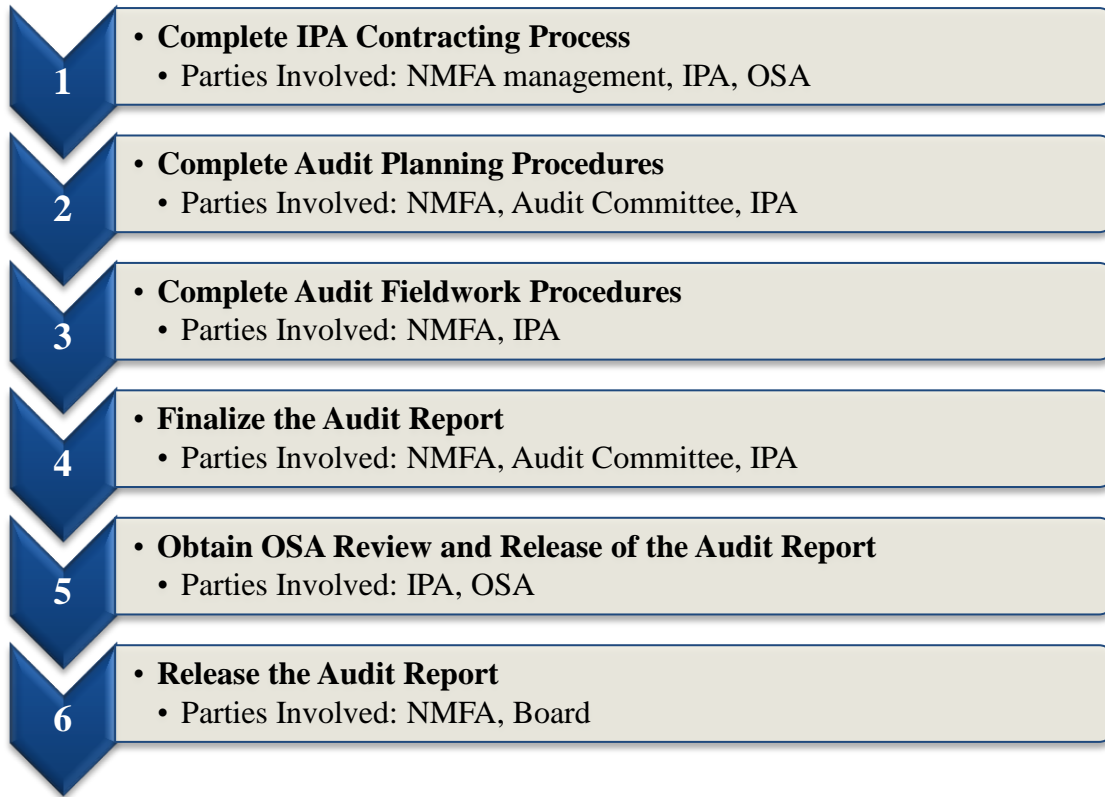 1
• Complete IPA Contracting Process
• Parties Involved: NMFA management, IPA, OSA
2
• Complete Audit Planning Procedures
• Parties Involved: NMFA, Audit Committee, IPA
3
• Complete Audit Fieldwork Procedures
• Parties Involved: NMFA, IPA
4
• Finalize the Audit Report
• Parties Involved: NMFA, Audit Committee, IPA
5
• Obtain OSA Review and Release of the Audit Report
• Parties Involved: IPA, OSA
6
• Release the Audit Report
• Parties Involved: NMFA, Board